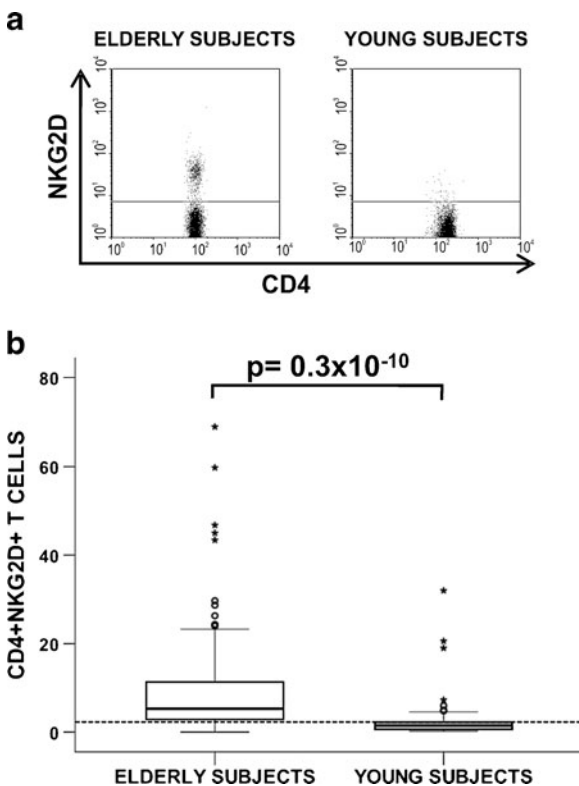 a
ELDERLY SUBJECTS YOUNG SUBJECTS
NKG2D
10⁴ 10³ 10² 10¹ 10⁰
10⁰ 10¹ 10² 10³ 10⁴
10⁴ 10³ 10² 10¹ 10⁰
10⁰ 10¹ 10² 10³ 10⁴
CD4
b
p= 0.3x10⁻¹⁰
CD4+NKG2D+ T CELLS
80
60
40
20
0
ELDERLY SUBJECTS YOUNG SUBJECTS